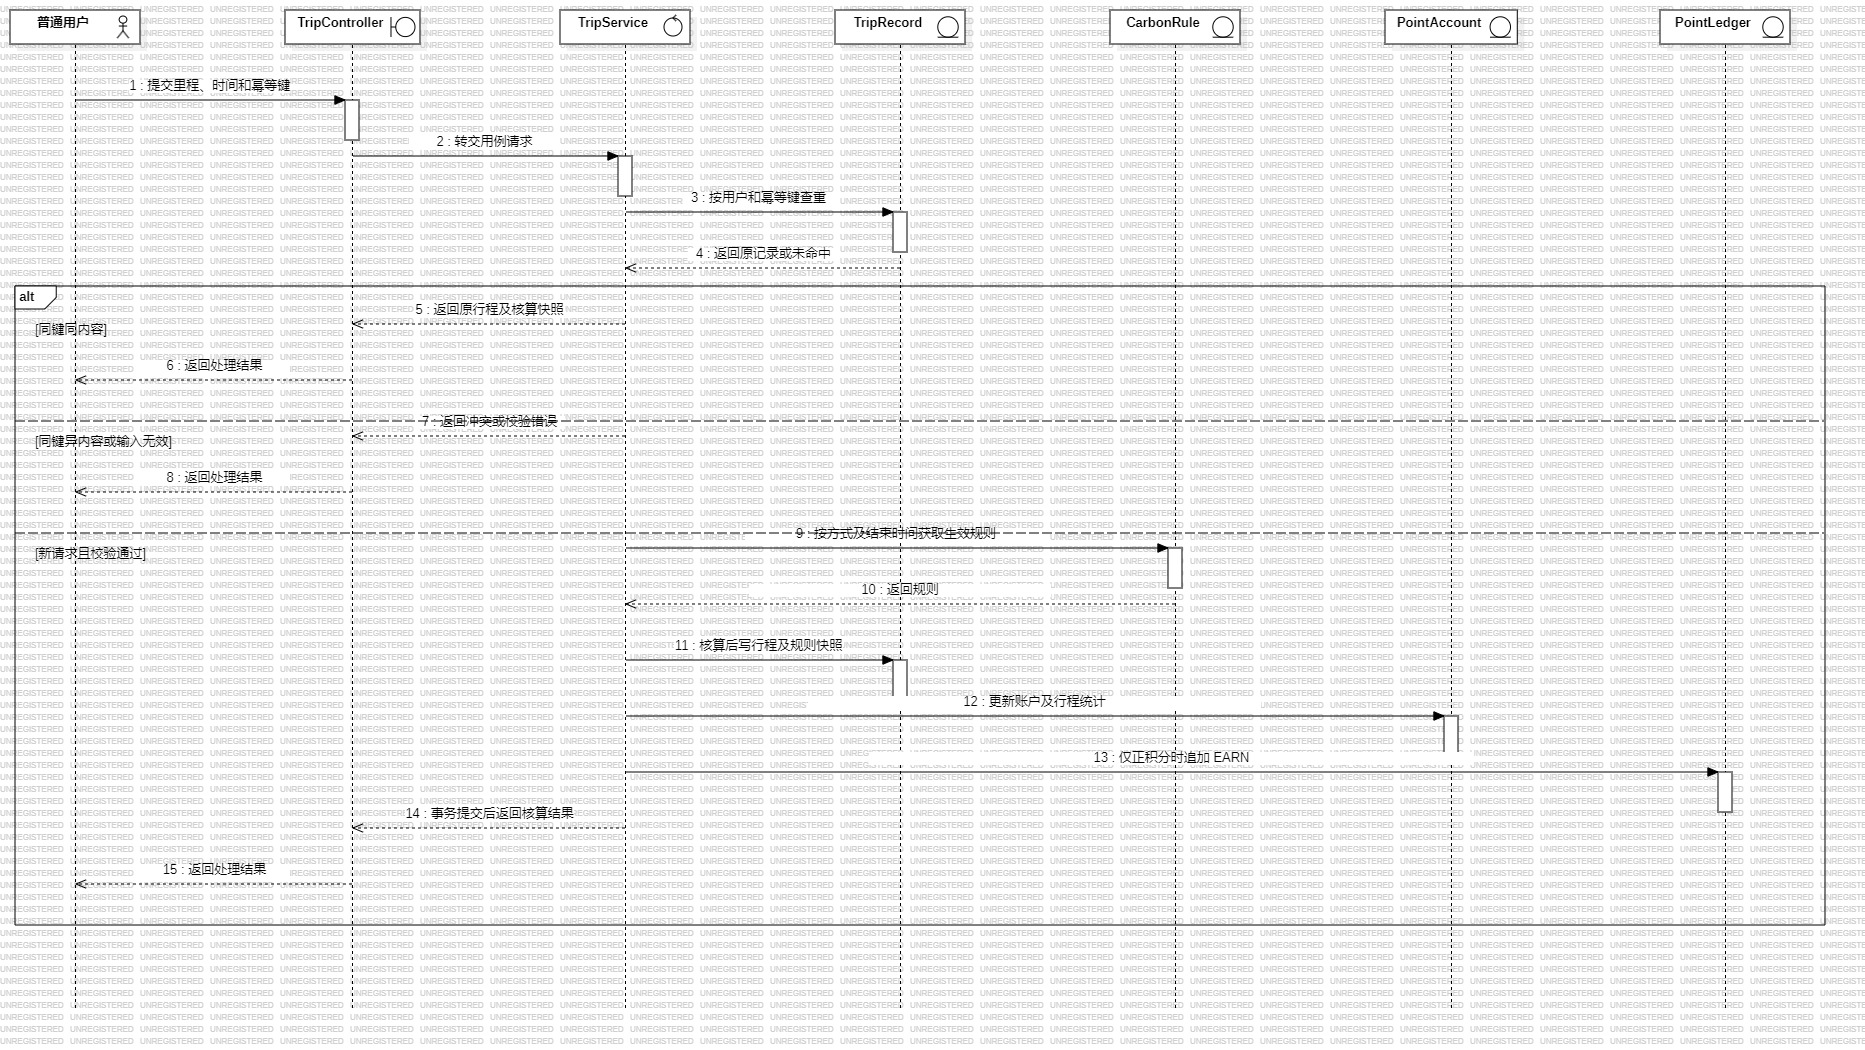 普通用户
TripController
TripService
TripRecord
CarbonRule
PointAccount
PointLedger
1 : 提交里程、时间和幂等键
2 : 转交用例请求
3 : 按用户和幂等键查重
4 : 返回原记录或未命中
alt
5 : 返回原行程及核算快照
[同键同内容]
6 : 返回处理结果
7 : 返回冲突或校验错误
[同键异内容或输入无效]
8 : 返回处理结果
9 : 按方式及结束时间获取生效规则
[新请求且校验通过]
10 : 返回规则
11 : 核算后写行程及规则快照
12 : 更新账户及行程统计
13 : 仅正积分时追加 EARN
14 : 事务提交后返回核算结果
15 : 返回处理结果
UNREGISTERED